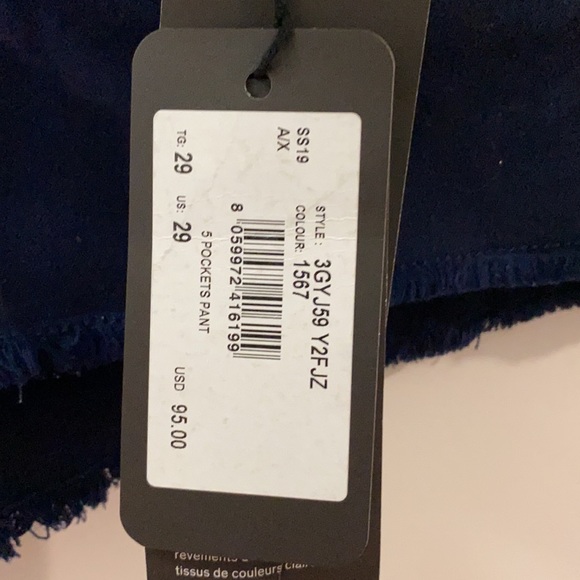 SS19
A/X
STYLE: 3GYJ59 Y2FJZ
COLOUR: 1567
8 059972 416199
5 POCKETS PANT
TG: 29 US: 29 USD 95.00
tissus de couleurs